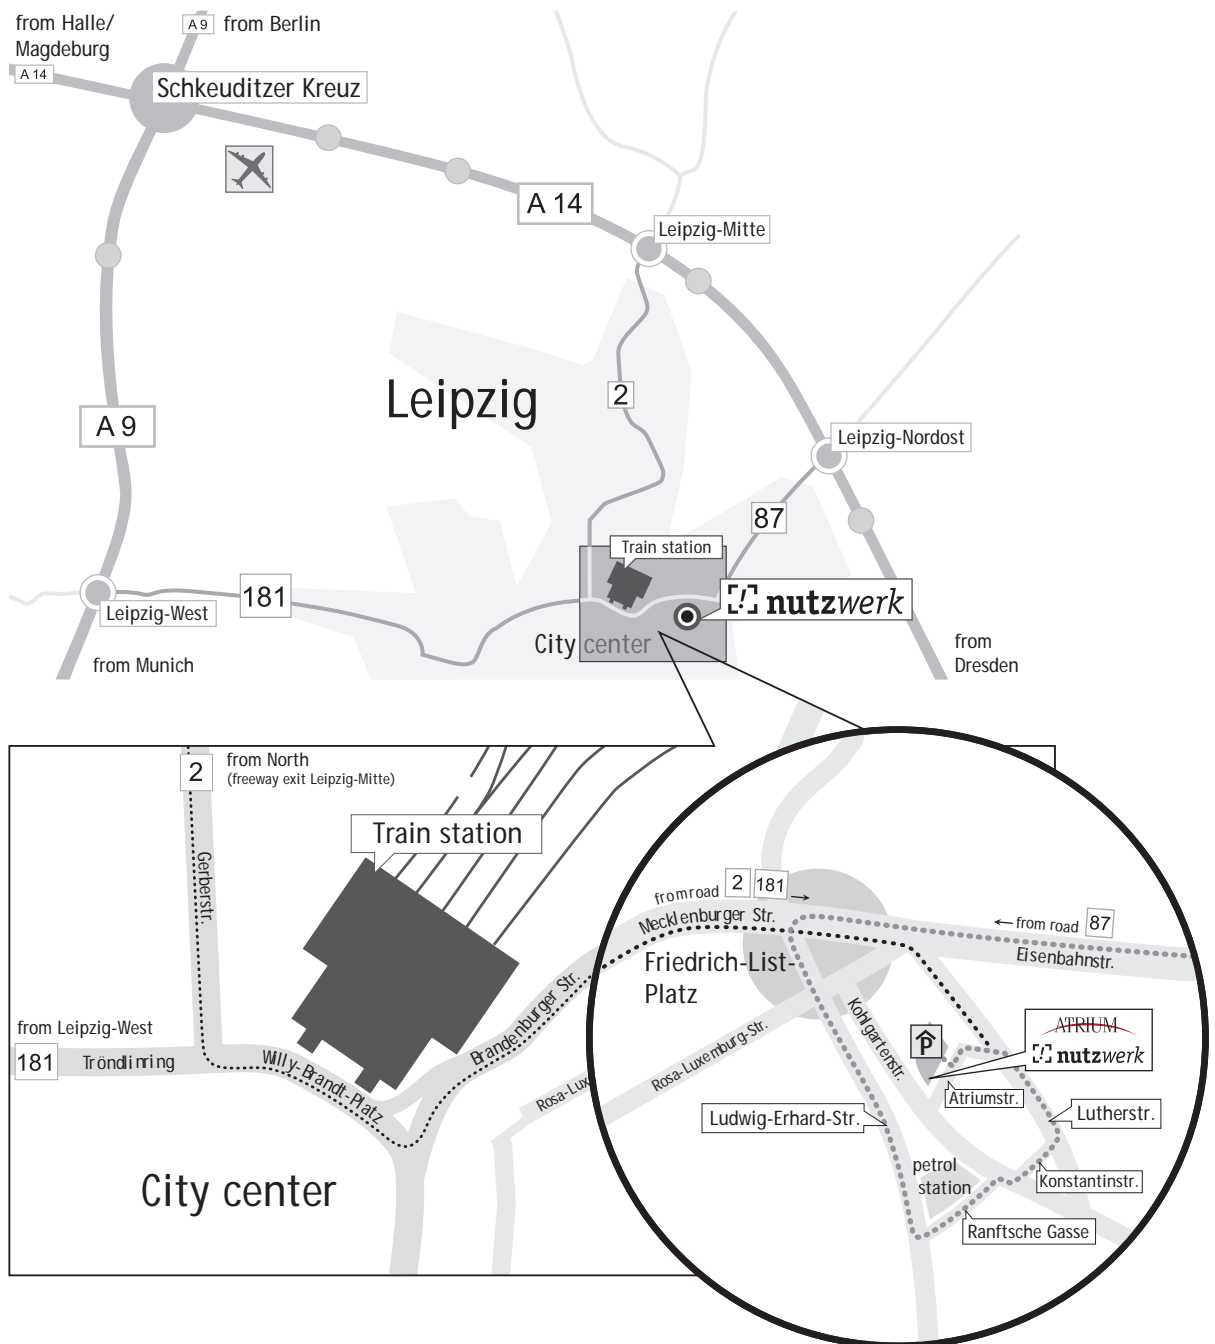 from Halle/
Magdeburg
A 9
from Berlin
A 14
Schkeuditzer Kreuz
A 14
Leipzig-Mitte
Leipzig
2
A 9
Leipzig-Nordost
87
Train station
181
[!] nutzwerk
Leipzig-West
City center
from Munich
from
Dresden
2
from North
(freeway exit Leipzig-Mitte)
Train station
Gerberstr.
from road 2 181 →
Mecklenburger Str.
← from road 87
Eisenbahnstr.
Friedrich-List-
Platz
Brandenburger Str.
Kohlgartenstr.
P
ATRIUM
[!] nutzwerk
from Leipzig-West
181
Tröndlinring
Willy-Brandt-Platz
Rosa-Lux
Rosa-Luxemburg-Str.
Atriumstr.
Ludwig-Erhard-Str.
Lutherstr.
petrol
station
Konstantinstr.
City center
Ranftsche Gasse